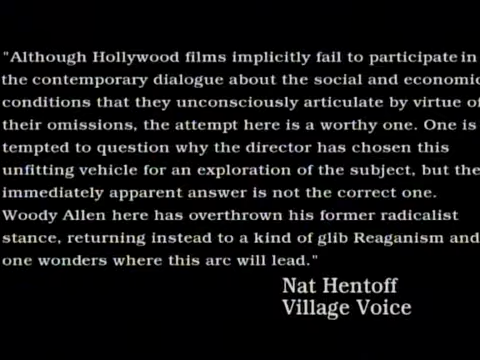 "Although Hollywood films implicitly fail to participate in
the contemporary dialogue about the social and economic
conditions that they unconsciously articulate by virtue of
their omissions, the attempt here is a worthy one. One is
tempted to question why the director has chosen this
unfitting vehicle for an exploration of the subject, but the
immediately apparent answer is not the correct one.
Woody Allen here has overthrown his former radicalist
stance, returning instead to a kind of glib Reaganism and
one wonders where this arc will lead."
Nat Hentoff
Village Voice